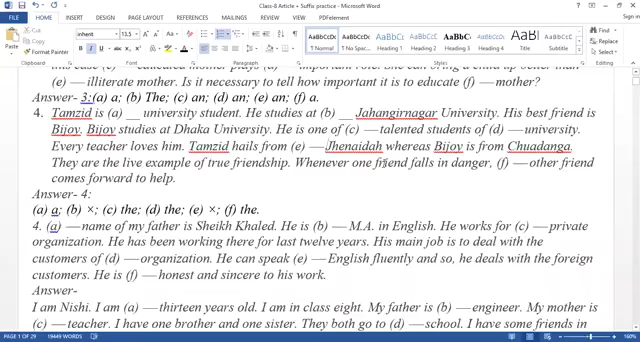 Class-8 Article + Suffix practice - Microsoft Word
Sign in
FILE HOME INSERT DESIGN PAGE LAYOUT REFERENCES MAILINGS REVIEW VIEW PDFelement
Cut
Copy
Format Painter
Paste
inherit 13.5
Clipboard Font Paragraph Styles Editing
1 Normal 1 No Spac... Heading 1 Heading 2 Title Subtitle
Find
Replace
Select
(e) — illiterate mother. Is it necessary to tell how important it is to educate (f) — mother?
Answer- 3:(a) a; (b) The; (c) an; (d) an; (e) an; (f) a.
4. Tamzid is (a) __ university student. He studies at (b) __ Jahangirnagar University. His best friend is
Bijoy. Bijoy studies at Dhaka University. He is one of (c) — talented students of (d) — university.
Every teacher loves him. Tamzid hails from (e) — Jhenaidah whereas Bijoy is from Chuadanga.
They are the live example of true friendship. Whenever one friend falls in danger, (f) — other friend
comes forward to help.
Answer- 4:
(a) a; (b) ×; (c) the; (d) the; (e) ×; (f) the.
4. (a) — name of my father is Sheikh Khaled. He is (b) — M.A. in English. He works for (c) — private
organization. He has been working there for last twelve years. His main job is to deal with the
customers of (d) — organization. He can speak (e) — English fluently and so, he deals with the foreign
customers. He is (f) — honest and sincere to his work.
Answer-
I am Nishi. I am (a) — thirteen years old. I am in class eight. My father is (b) — engineer. My mother is
(c) — teacher. I have one brother and one sister. They both go to (d) — school. I have some friends in
PAGE 1 OF 29 19449 WORDS 160%